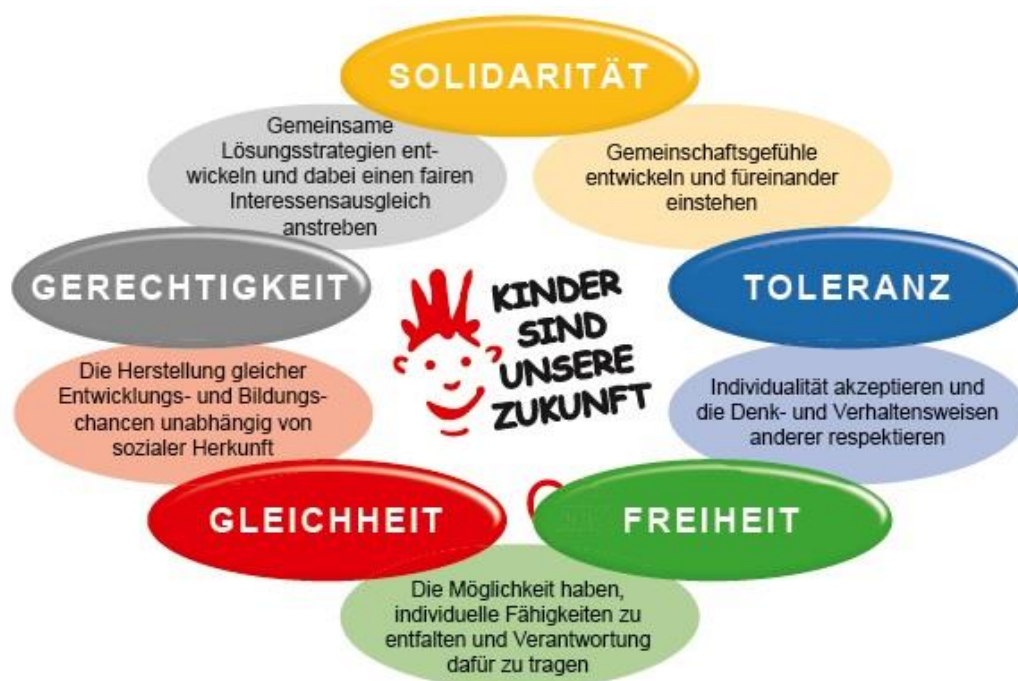 SOLIDARITÄT
Gemeinsame
Lösungsstrategien ent-
wickeln und dabei einen fairen
Interessensausgleich
anstreben
Gemeinschaftsgefühle
entwickeln und füreinander
einstehen
GERECHTIGKEIT
KINDER
SIND
UNSERE
ZUKUNFT
TOLERANZ
Die Herstellung gleicher
Entwicklungs- und Bildungs-
chancen unabhängig von
sozialer Herkunft
Individualität akzeptieren und
die Denk- und Verhaltensweisen
anderer respektieren
GLEICHHEIT
FREIHEIT
Die Möglichkeit haben,
individuelle Fähigkeiten zu
entfalten und Verantwortung
dafür zu tragen